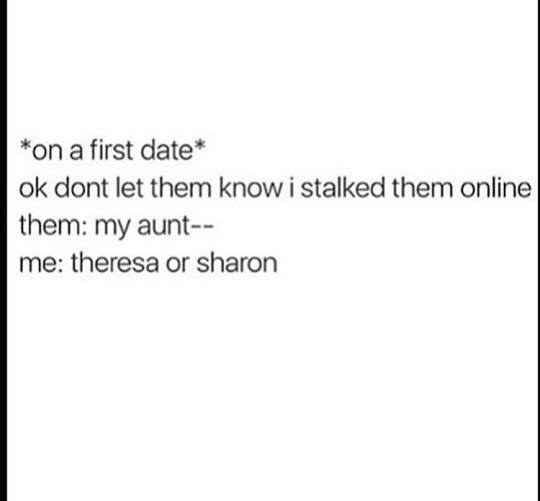 *on a first date*
ok dont let them know i stalked them online
them: my aunt--
me: theresa or sharon